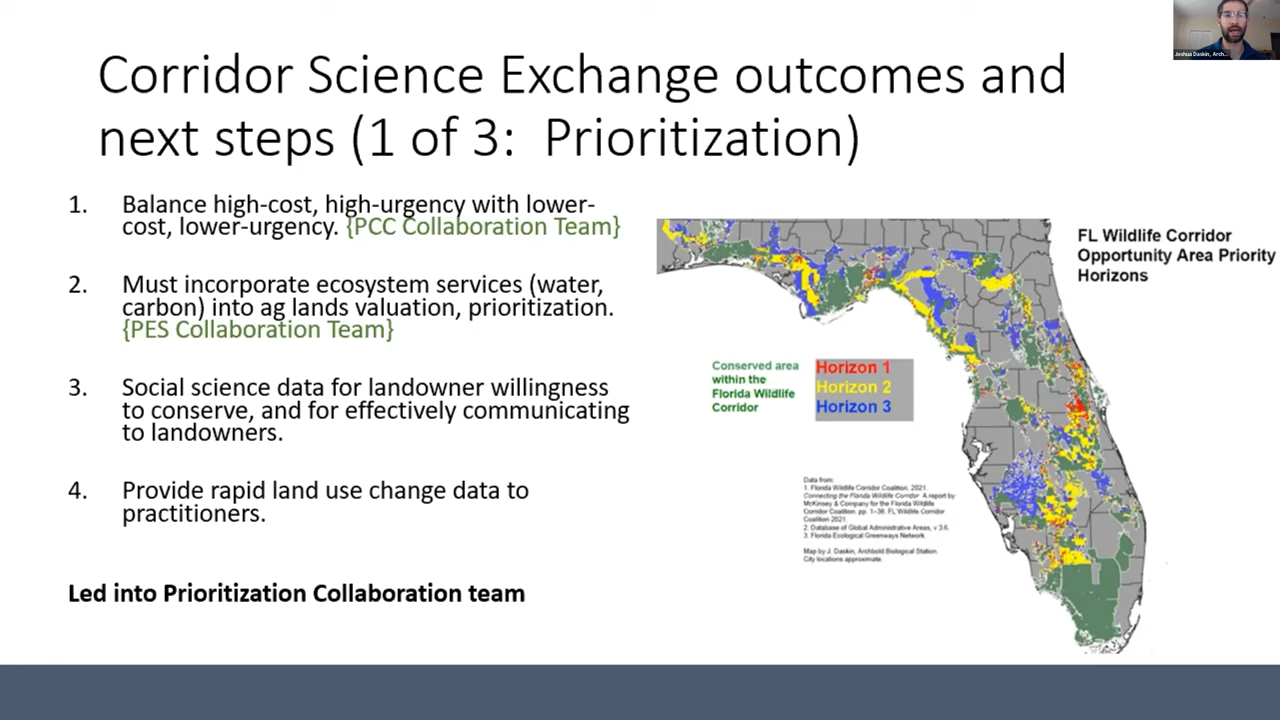 Joshua Daskin, Arch...
Corridor Science Exchange outcomes and
next steps (1 of 3: Prioritization)
1. Balance high-cost, high-urgency with lower-
cost, lower-urgency. {PCC Collaboration Team}
2. Must incorporate ecosystem services (water,
carbon) into ag lands valuation, prioritization.
{PES Collaboration Team}
3. Social science data for landowner willingness
to conserve, and for effectively communicating
to landowners.
4. Provide rapid land use change data to
practitioners.
Led into Prioritization Collaboration team
FL Wildlife Corridor
Opportunity Area Priority
Horizons
Conserved area
within the
Florida Wildlife
Corridor
Horizon 1
Horizon 2
Horizon 3
Data from:
1. Florida Wildlife Corridor Coalition. 2021.
Connecting the Florida Wildlife Corridor. A report by
McKinsey & Company for the Florida Wildlife
Corridor Coalition. pp. 1–36. FL Wildlife Corridor
Coalition 2021.
2. Database of Global Administrative Areas, v 3.6.
3. Florida Ecological Greenways Network.
Map by J. Daskin, Archbold Biological Station.
City locations approximate.